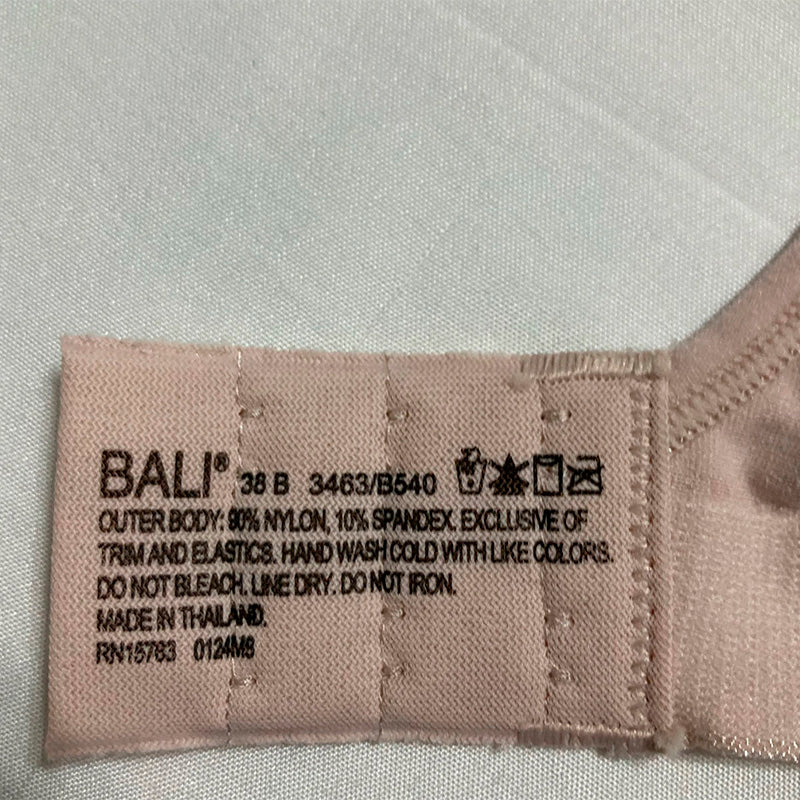 BALI® 38 B 3463/B540
OUTER BODY: 90% NYLON, 10% SPANDEX. EXCLUSIVE OF
TRIM AND ELASTICS. HAND WASH COLD WITH LIKE COLORS.
DO NOT BLEACH. LINE DRY. DO NOT IRON.
MADE IN THAILAND.
RN15763 0124M8